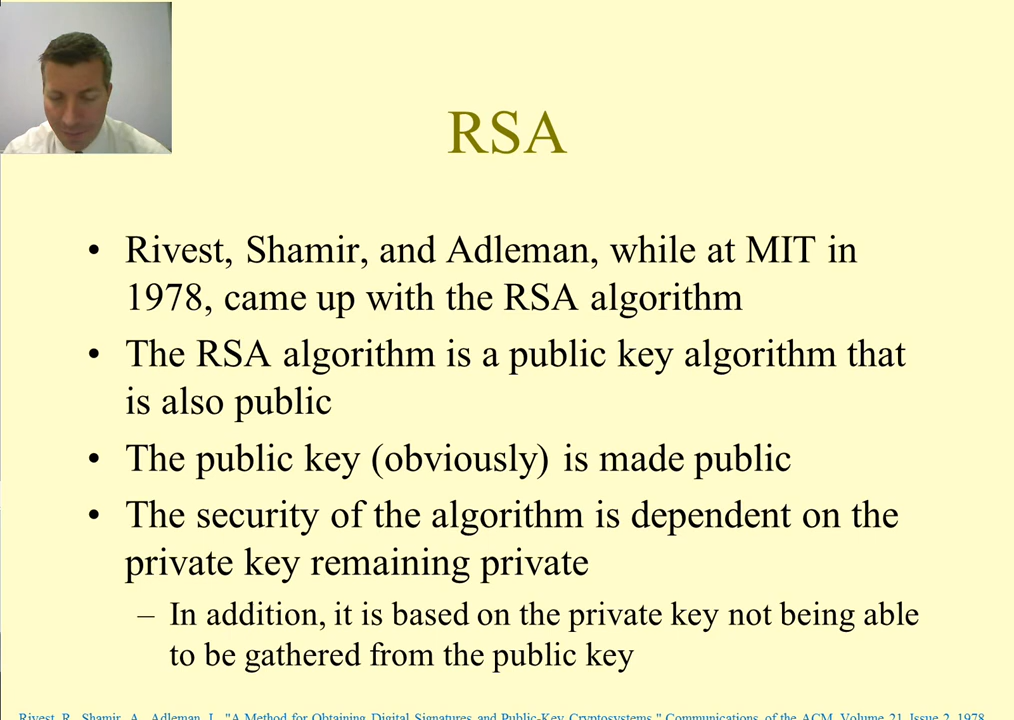 RSA
• Rivest, Shamir, and Adleman, while at MIT in
1978, came up with the RSA algorithm
• The RSA algorithm is a public key algorithm that
is also public
• The public key (obviously) is made public
• The security of the algorithm is dependent on the
private key remaining private
– In addition, it is based on the private key not being able
to be gathered from the public key
Rivest, R., Shamir, A., Adleman, L. "A Method for Obtaining Digital Signatures and Public-Key Cryptosystems." Communications of the ACM. Volume 21, Issue 2, 1978